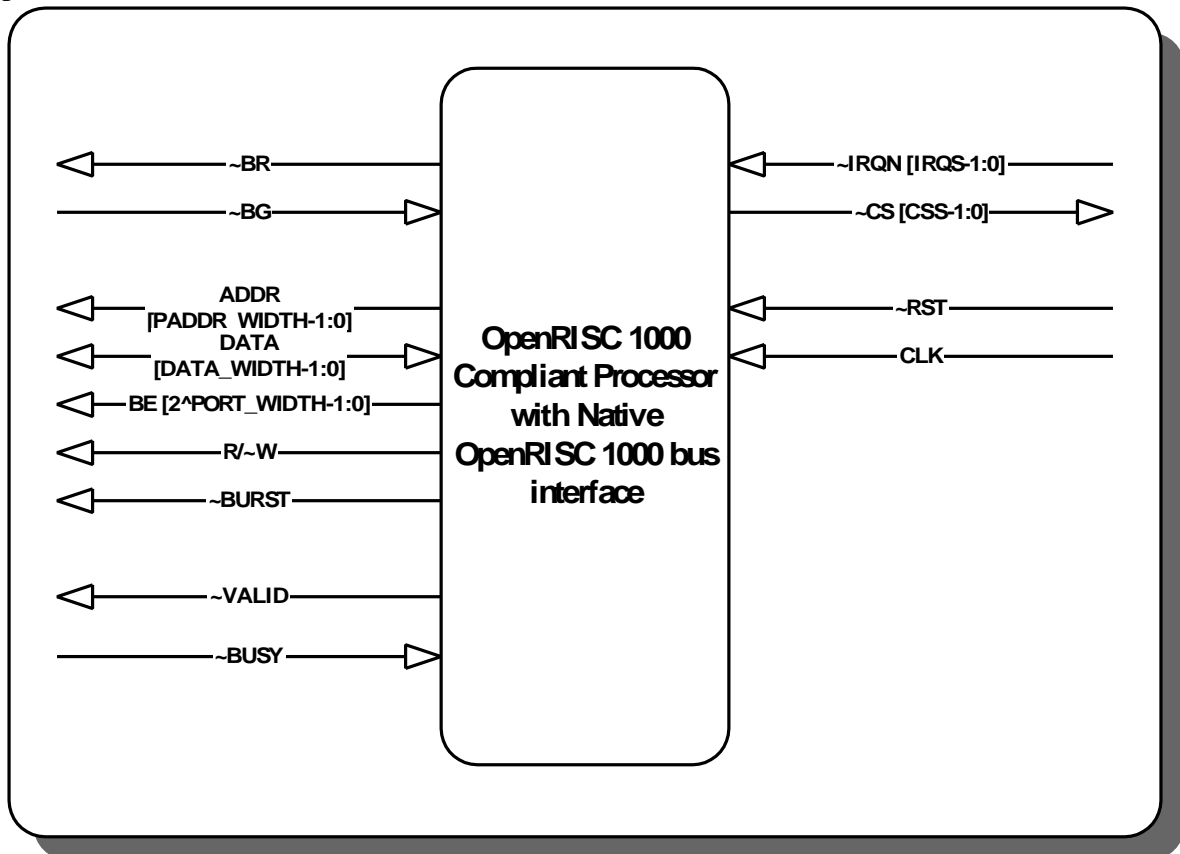 ~BR
~BG
ADDR
[PADDR_WIDTH-1:0]
DATA
[DATA_WIDTH-1:0]
BE [2^PORT_WIDTH-1:0]
R/~W
~BURST
~VALID
~BUSY
OpenRISC 1000
Compliant Processor
with Native
OpenRISC 1000 bus
interface
~IRQN [IRQS-1:0]
~CS [CSS-1:0]
~RST
CLK